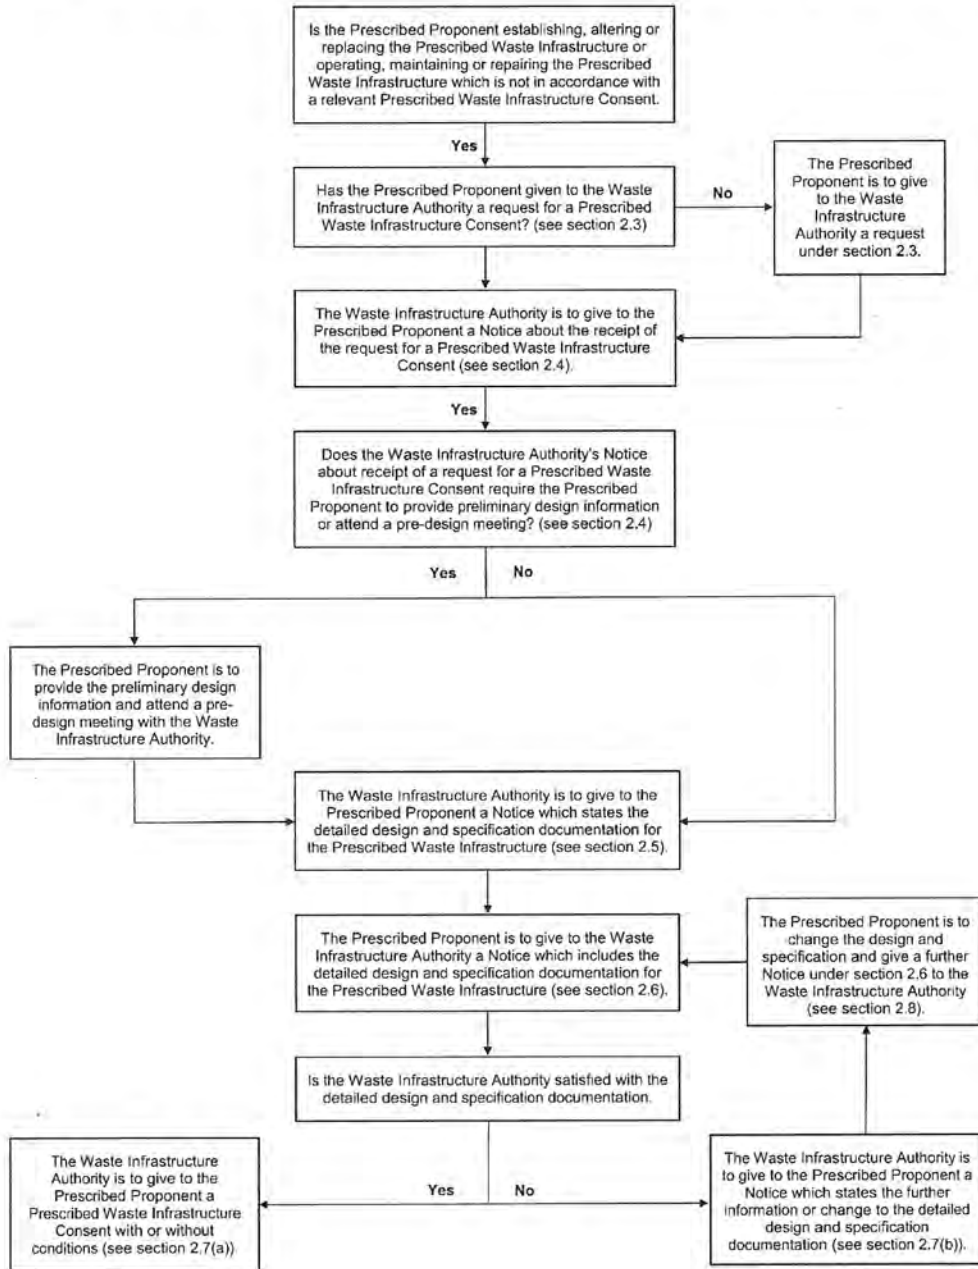 Is the Prescribed Proponent establishing, altering or
replacing the Prescribed Waste Infrastructure or
operating, maintaining or repairing the Prescribed
Waste Infrastructure which is not in accordance with
a relevant Prescribed Waste Infrastructure Consent.
Yes
Has the Prescribed Proponent given to the Waste
Infrastructure Authority a request for a Prescribed
Waste Infrastructure Consent? (see section 2.3)
No
The Prescribed
Proponent is to give
to the Waste
Infrastructure
Authority a request
under section 2.3.
The Waste Infrastructure Authority is to give to the
Prescribed Proponent a Notice about the receipt of
the request for a Prescribed Waste Infrastructure
Consent (see section 2.4).
Yes
Does the Waste Infrastructure Authority's Notice
about receipt of a request for a Prescribed Waste
Infrastructure Consent require the Prescribed
Proponent to provide preliminary design information
or attend a pre-design meeting? (see section 2.4)
Yes No
The Prescribed Proponent is to
provide the preliminary design
information and attend a pre-
design meeting with the Waste
Infrastructure Authority.
The Waste Infrastructure Authority is to give to the
Prescribed Proponent a Notice which states the
detailed design and specification documentation for
the Prescribed Waste Infrastructure (see section 2.5).
The Prescribed Proponent is to give to the Waste
Infrastructure Authority a Notice which includes the
detailed design and specification documentation for
the Prescribed Waste Infrastructure (see section 2.6).
The Prescribed Proponent is to
change the design and
specification and give a further
Notice under section 2.6 to the
Waste Infrastructure Authority
(see section 2.8).
Is the Waste Infrastructure Authority satisfied with the
detailed design and specification documentation.
Yes No
The Waste Infrastructure
Authority is to give to the
Prescribed Proponent a
Prescribed Waste Infrastructure
Consent with or without
conditions (see section 2.7(a))
The Waste Infrastructure Authority is
to give to the Prescribed Proponent a
Notice which states the further
information or change to the detailed
design and specification
documentation (see section 2.7(b)).